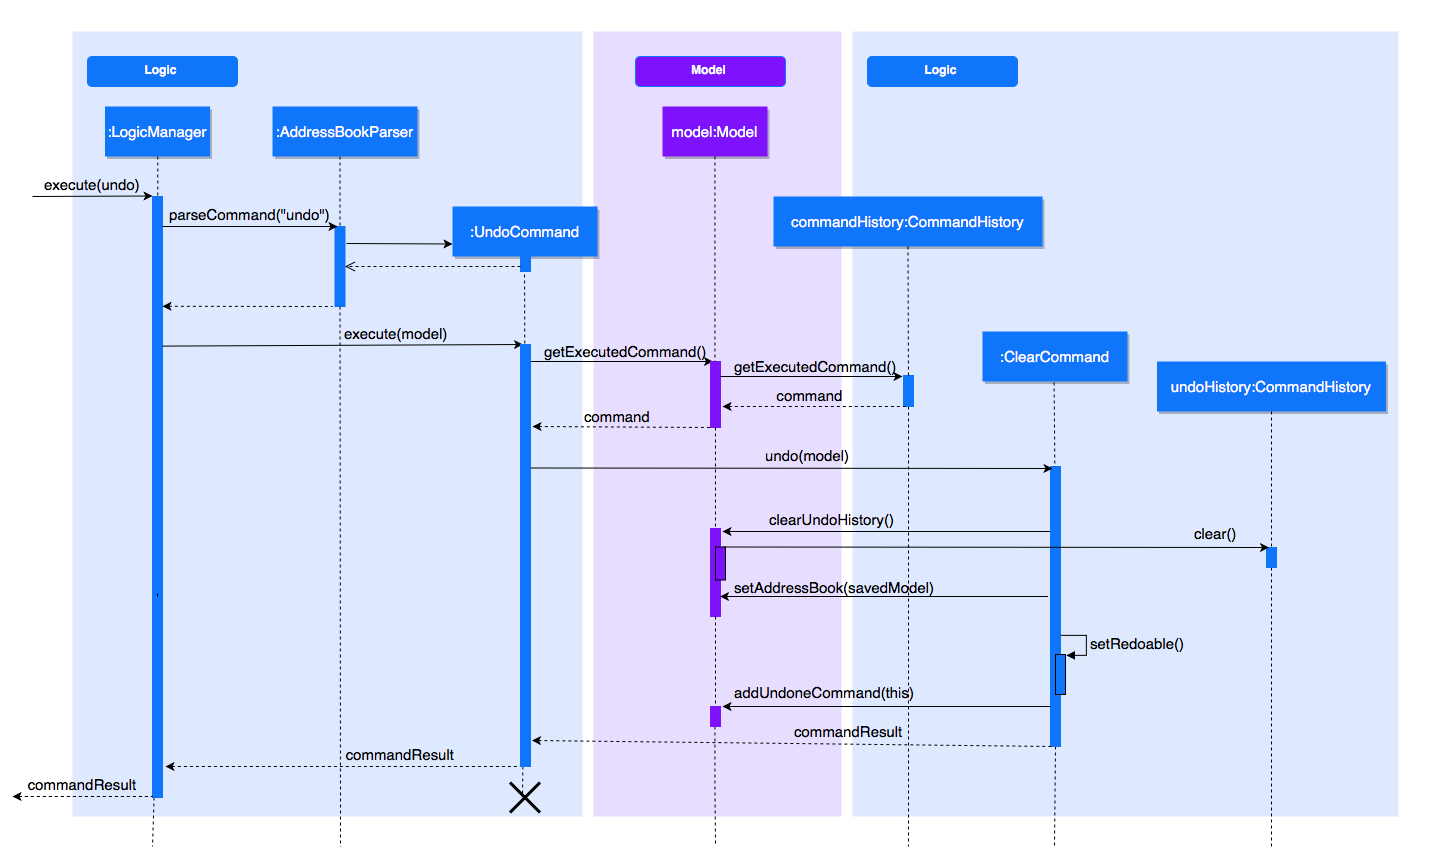 Logic
Model
Logic
:LogicManager
:AddressBookParser
model:Model
execute(undo)
parseCommand("undo")
:UndoCommand
commandHistory:CommandHistory
execute(model)
getExecutedCommand()
getExecutedCommand()
:ClearCommand
undoHistory:CommandHistory
command
command
undo(model)
clearUndoHistory()
clear()
setAddressBook(savedModel)
setRedoable()
addUndoneCommand(this)
commandResult
commandResult
commandResult